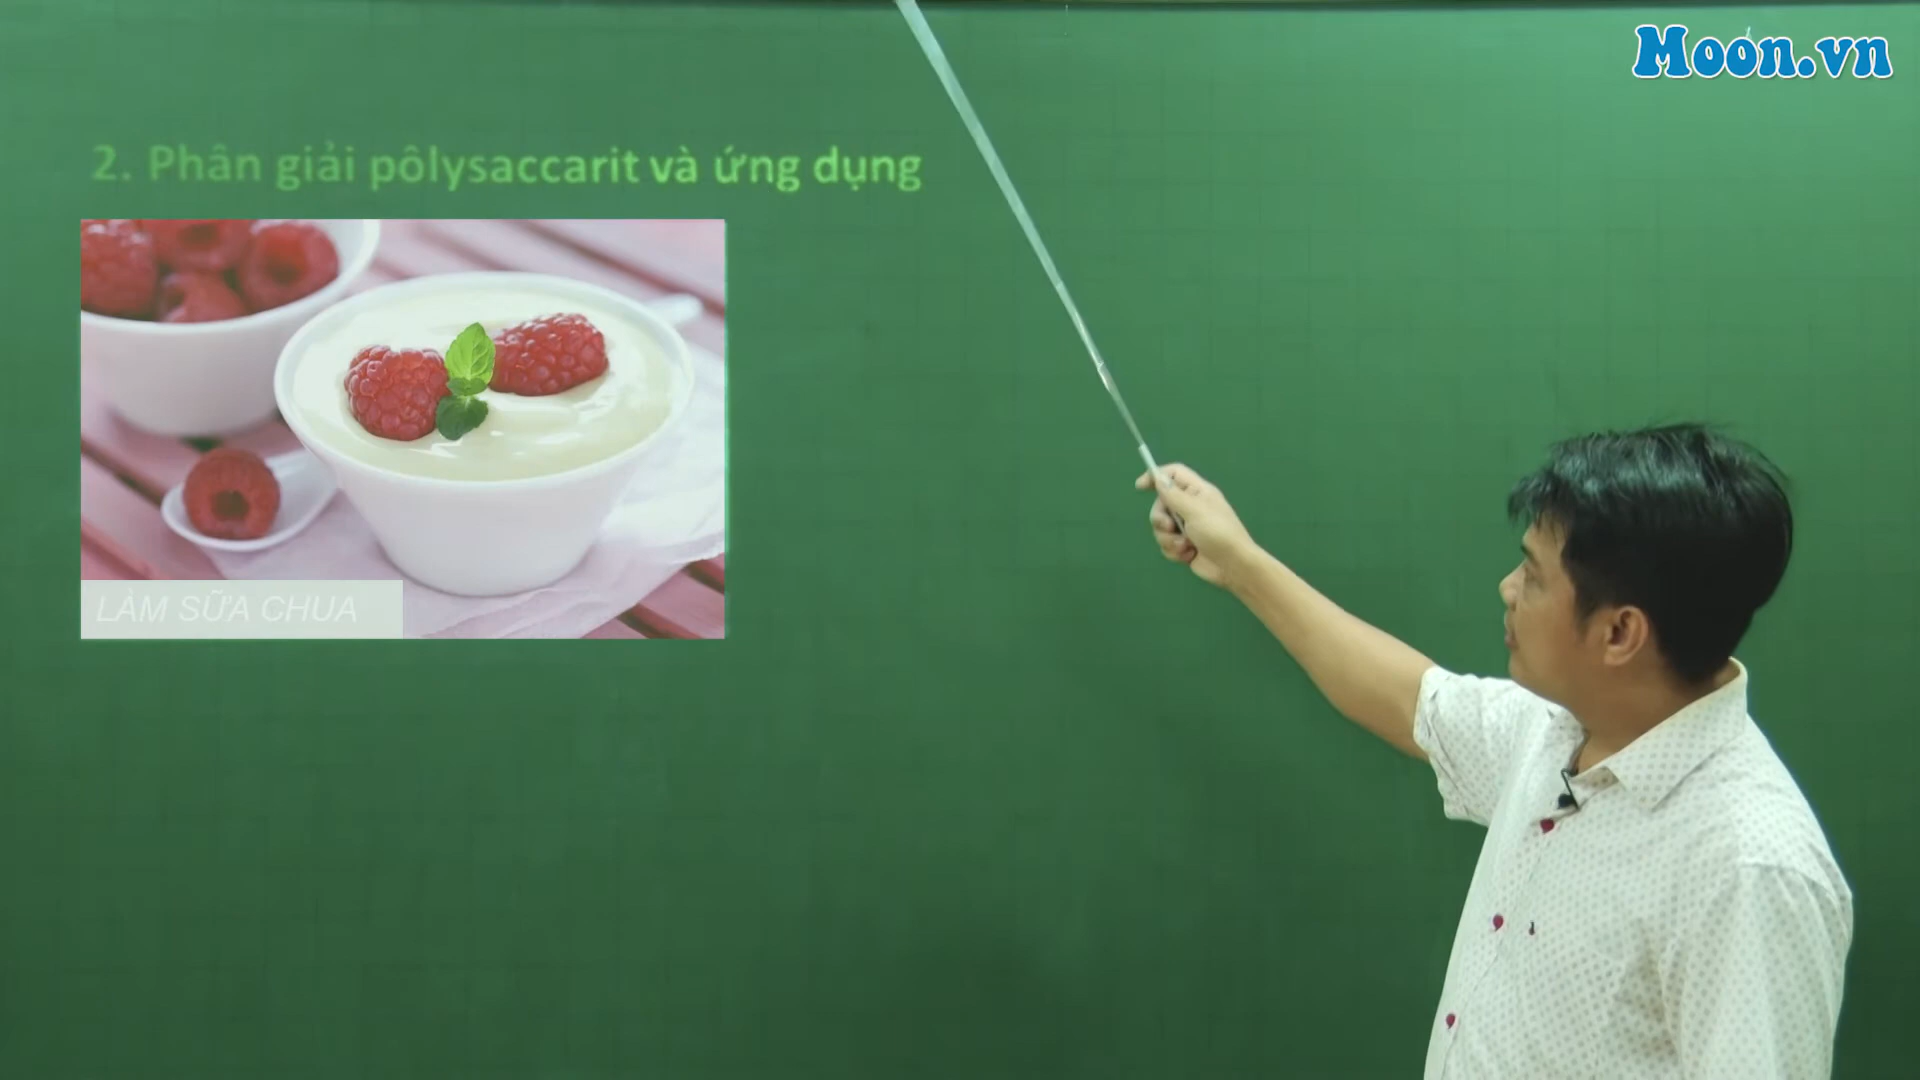 Moon.vn
2. Phân giải pôlysaccarit và ứng dụng
LÀM SỮA CHUA